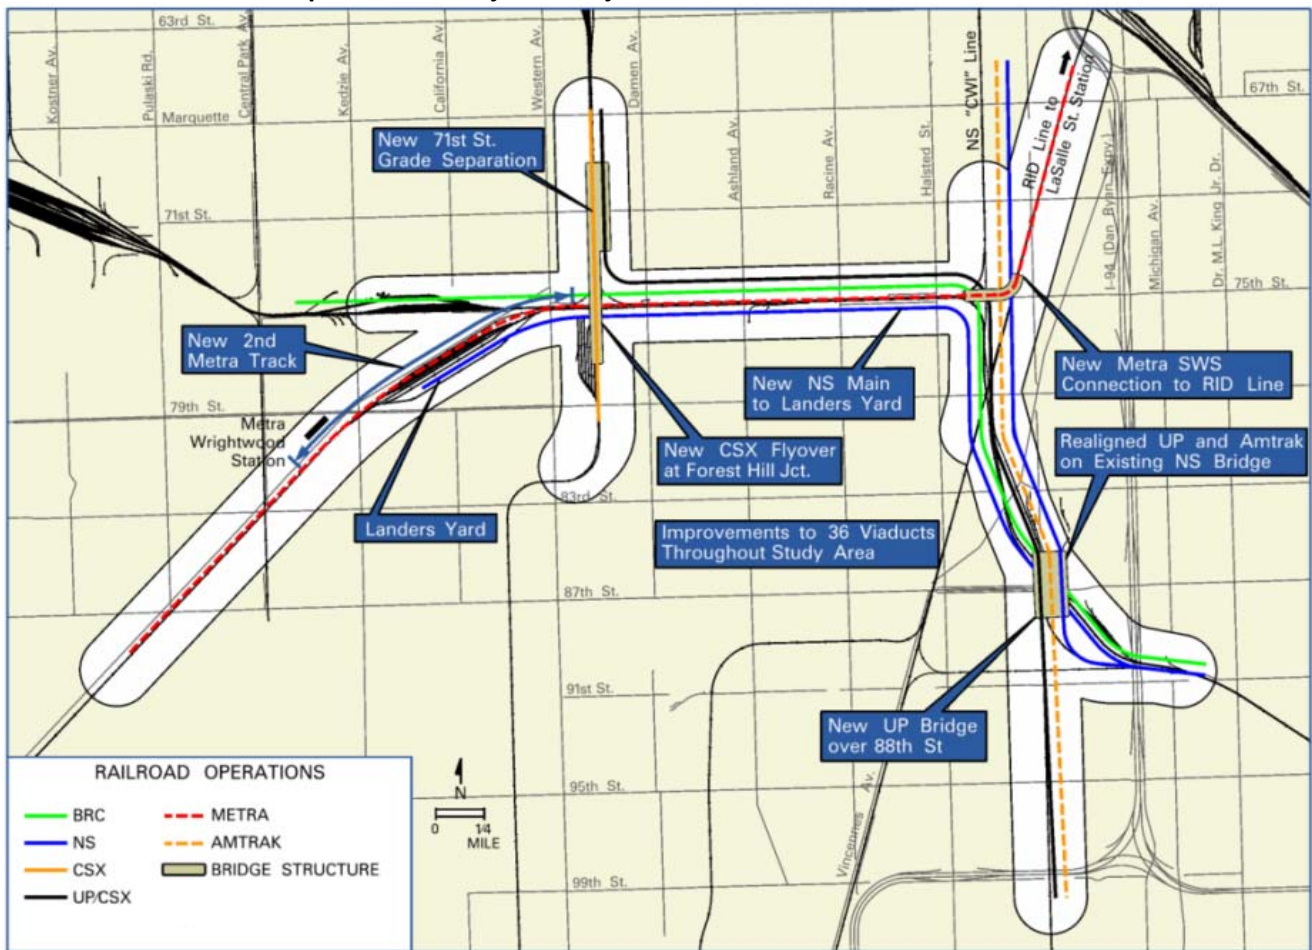 63rd St.
Kostner Av.
Pulaski Rd.
Central Park Av.
Kedzie Av.
California Av.
Western Av.
Damen Av.
NS "CWI" Line
67th St.
Marquette
New 71st St.
Grade Separation
Ashland Av.
Racine Av.
Halsted St.
RID Line to
LaSalle St. Station
I-94 (Dan Ryan Expy.)
Michigan Av.
Dr. M.L. King Jr. Dr.
71st St.
75th St.
New 2nd
Metra Track
New Metra SWS
Connection to RID Line
New NS Main
to Landers Yard
79th St.
Metra
Wrightwood
Station
New CSX Flyover
at Forest Hill Jct.
Realigned UP and Amtrak
on Existing NS Bridge
83rd St.
Landers Yard
Improvements to 36 Viaducts
Throughout Study Area
87th St.
91st St.
New UP Bridge
over 88th St
RAILROAD OPERATIONS
BRC
NS
CSX
UP/CSX
METRA
AMTRAK
BRIDGE STRUCTURE
N
0 1/4
MILE
95th St.
Vincennes Av.
99th St.